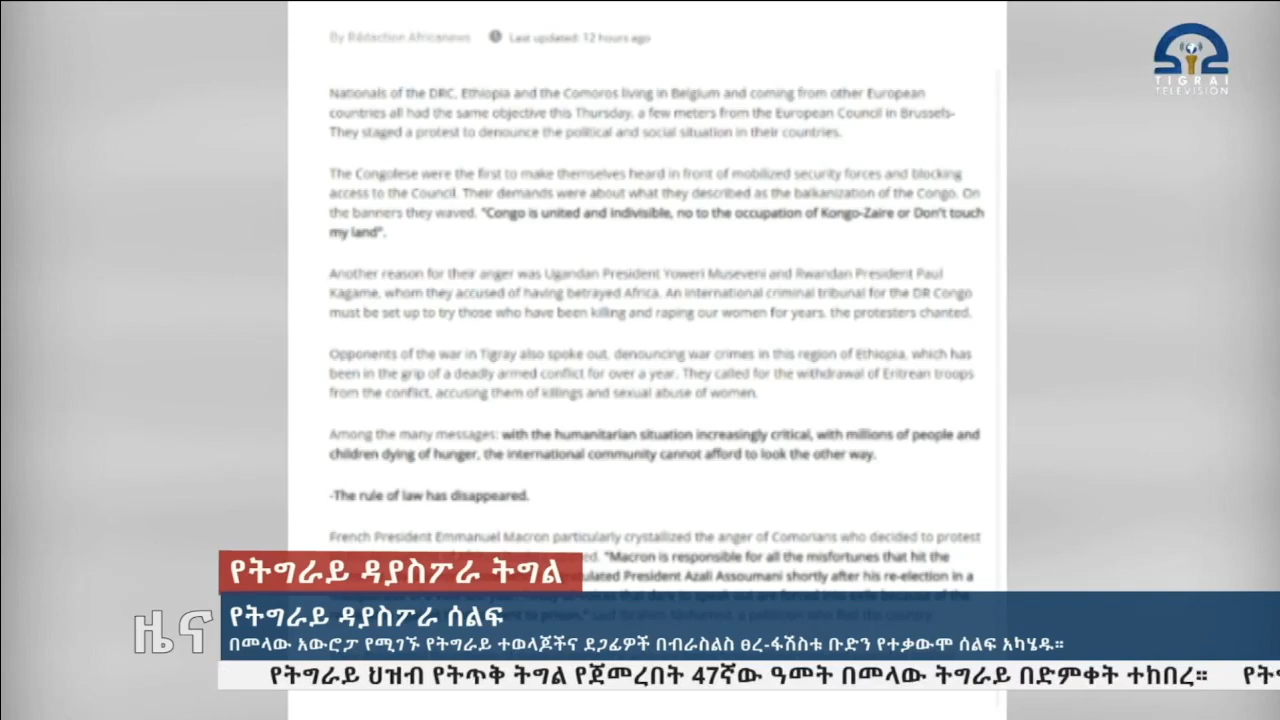 By Rédaction Africanews Last updated: 12 hours ago
TIGRAI
TELEVISION
Nationals of the DRC, Ethiopia and the Comoros living in Belgium and coming from other European
countries all had the same objective this Thursday, a few meters from the European Council in Brussels-
They staged a protest to denounce the political and social situation in their countries.
The Congolese were the first to make themselves heard in front of mobilized security forces and blocking
access to the Council. Their demands were about what they described as the balkanization of the Congo. On
the banners they waved. "Congo is united and indivisible, no to the occupation of Kongo-Zaire or Don't touch
my land".
Another reason for their anger was Ugandan President Yoweri Museveni and Rwandan President Paul
Kagame, whom they accused of having betrayed Africa. An international criminal tribunal for the DR Congo
must be set up to try those who have been killing and raping our women for years, the protesters chanted.
Opponents of the war in Tigray also spoke out, denouncing war crimes in this region of Ethiopia, which has
been in the grip of a deadly armed conflict for over a year. They called for the withdrawal of Eritrean troops
from the conflict, accusing them of killings and sexual abuse of women.
Among the many messages: with the humanitarian situation increasingly critical, with millions of people and
children dying of hunger, the international community cannot afford to look the other way.
-The rule of law has disappeared.
French President Emmanuel Macron particularly crystallized the anger of Comorians who decided to protest
"Macron is responsible for all the misfortunes that hit the
President Azali Assoumani shortly after his re-election in a
የትግራይ ዳያስፖራ ትግል
ዜና
የትግራይ ዳያስፖራ ሰልፍ
በመላው አውሮፓ የሚገኙ የትግራይ ተወላጆችና ደጋፊዎች በብራስልስ ፀረ-ፋሽስቱ ቡድን የተቃውሞ ሰልፍ አካሄዱ።
የትግራይ ህዝብ የትጥቅ ትግል የጀመረበት 47ኛው ዓመት በመላው ትግራይ በድምቀት ተከበረ።